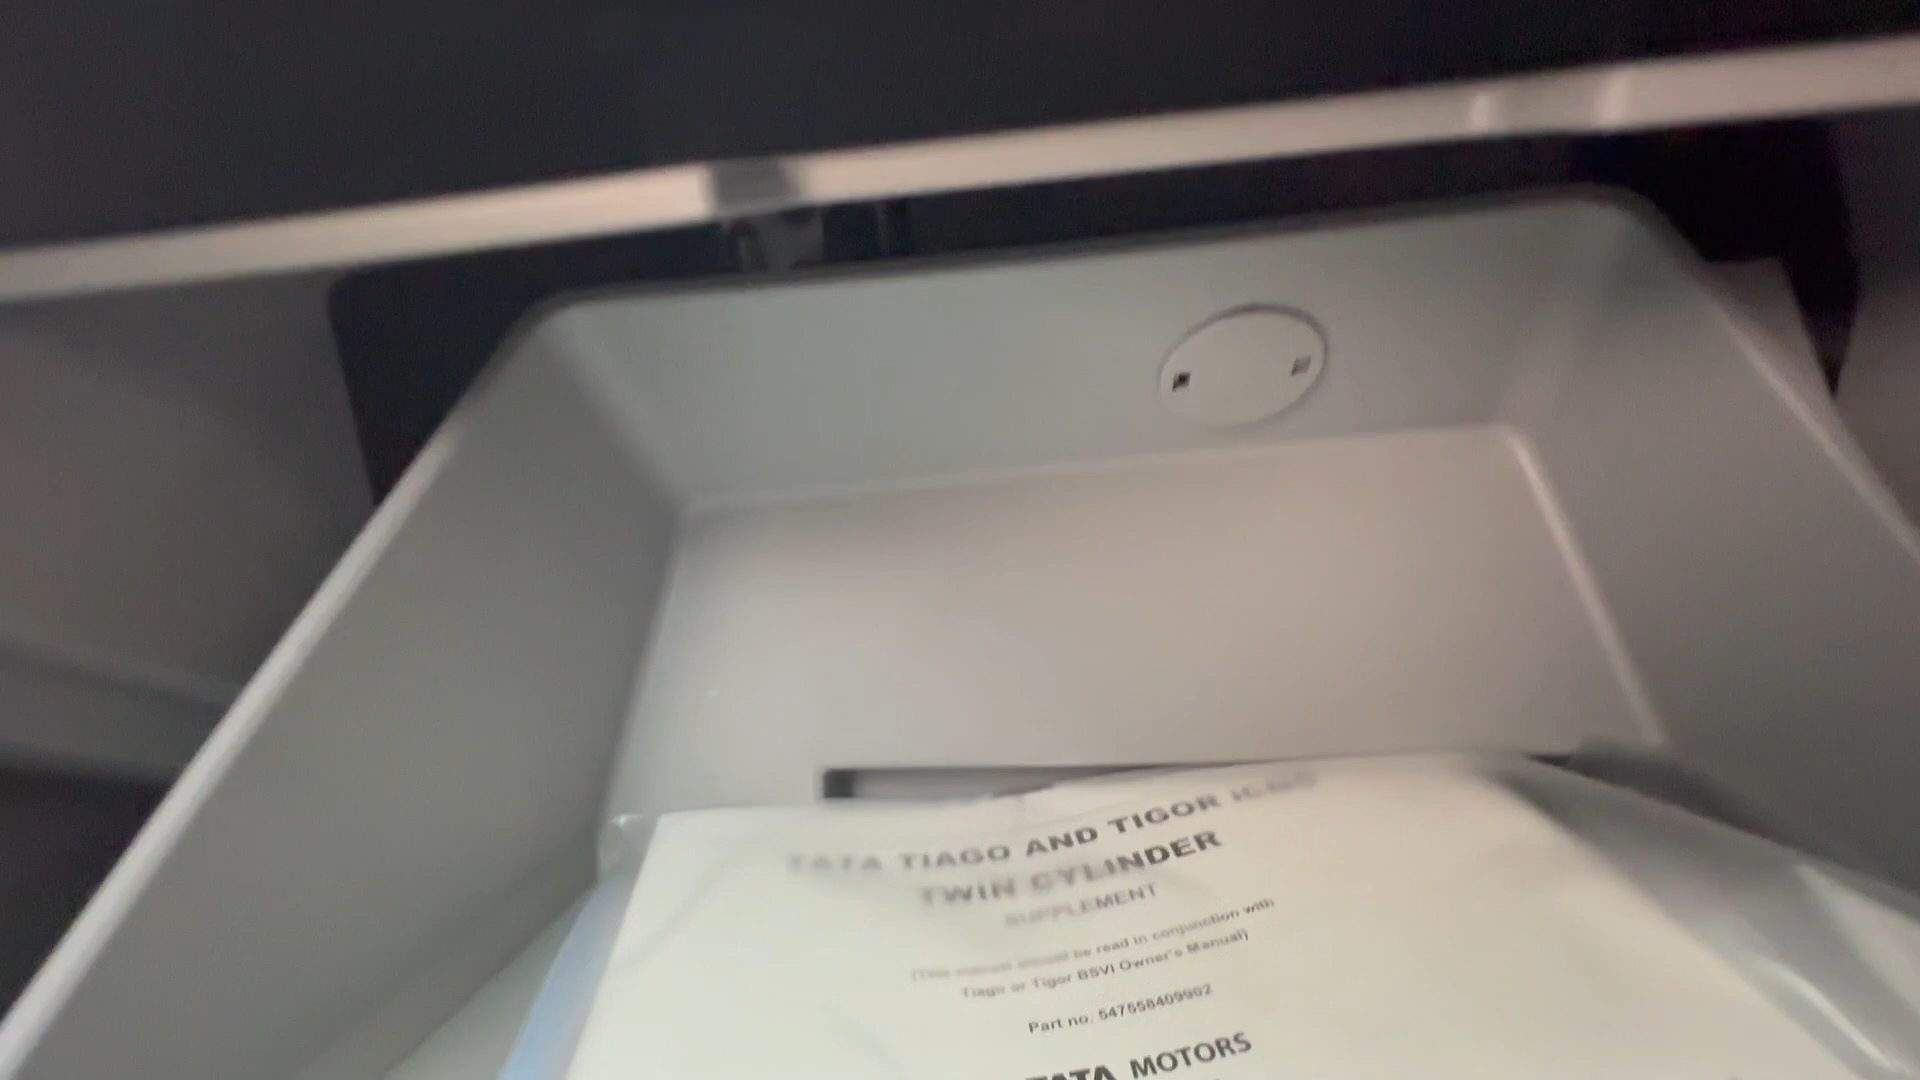 TATA TIAGO AND TIGOR iCNG
TWIN CYLINDER
SUPPLEMENT
(This manual should be read in conjunction with
Tiago or Tigor BSVI Owner's Manual)
Part no. 547558409902
TATA MOTORS